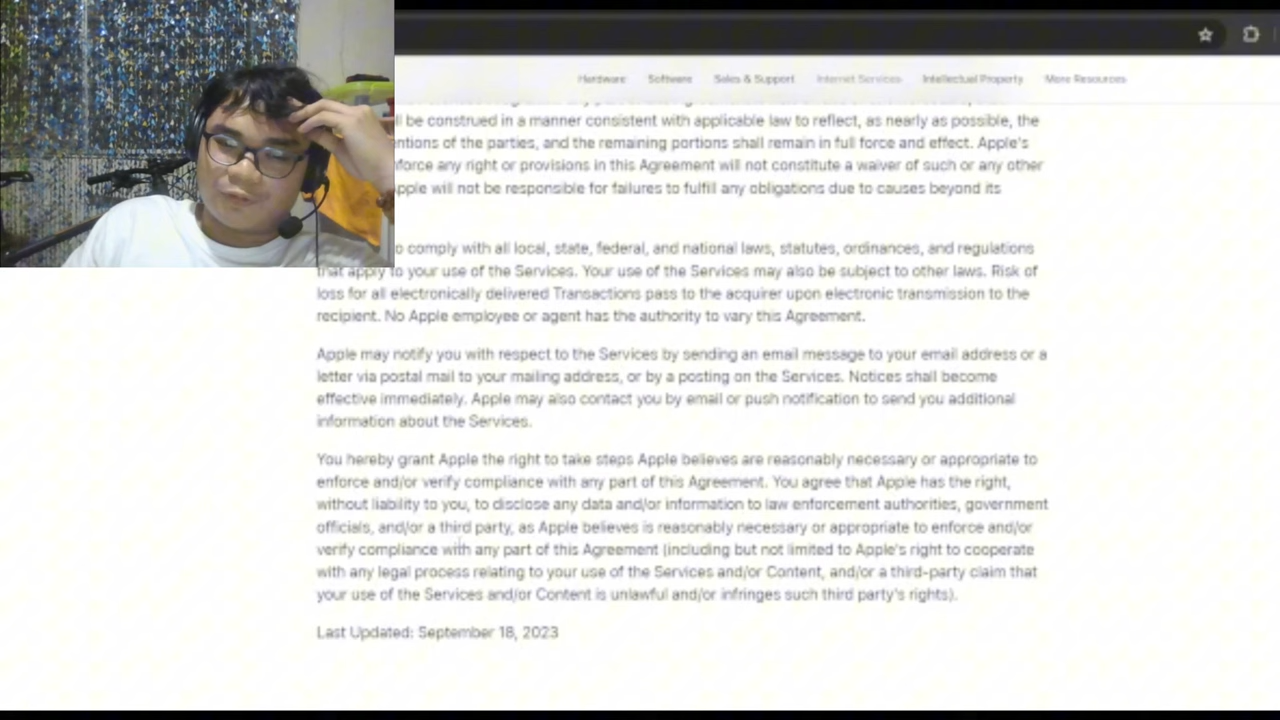 Hardware Software Sales & Support Internet Services Intellectual Property More Resources
ll be construed in a manner consistent with applicable law to reflect, as nearly as possible, the
entions of the parties, and the remaining portions shall remain in full force and effect. Apple's
nforce any right or provisions in this Agreement will not constitute a waiver of such or any other
pple will not be responsible for failures to fulfill any obligations due to causes beyond its
o comply with all local, state, federal, and national laws, statutes, ordinances, and regulations
that apply to your use of the Services. Your use of the Services may also be subject to other laws. Risk of
loss for all electronically delivered Transactions pass to the acquirer upon electronic transmission to the
recipient. No Apple employee or agent has the authority to vary this Agreement.
Apple may notify you with respect to the Services by sending an email message to your email address or a
letter via postal mail to your mailing address, or by a posting on the Services. Notices shall become
effective immediately. Apple may also contact you by email or push notification to send you additional
information about the Services.
You hereby grant Apple the right to take steps Apple believes are reasonably necessary or appropriate to
enforce and/or verify compliance with any part of this Agreement. You agree that Apple has the right,
without liability to you, to disclose any data and/or information to law enforcement authorities, government
officials, and/or a third party, as Apple believes is reasonably necessary or appropriate to enforce and/or
verify compliance with any part of this Agreement (including but not limited to Apple's right to cooperate
with any legal process relating to your use of the Services and/or Content, and/or a third-party claim that
your use of the Services and/or Content is unlawful and/or infringes such third party's rights).
Last Updated: September 18, 2023